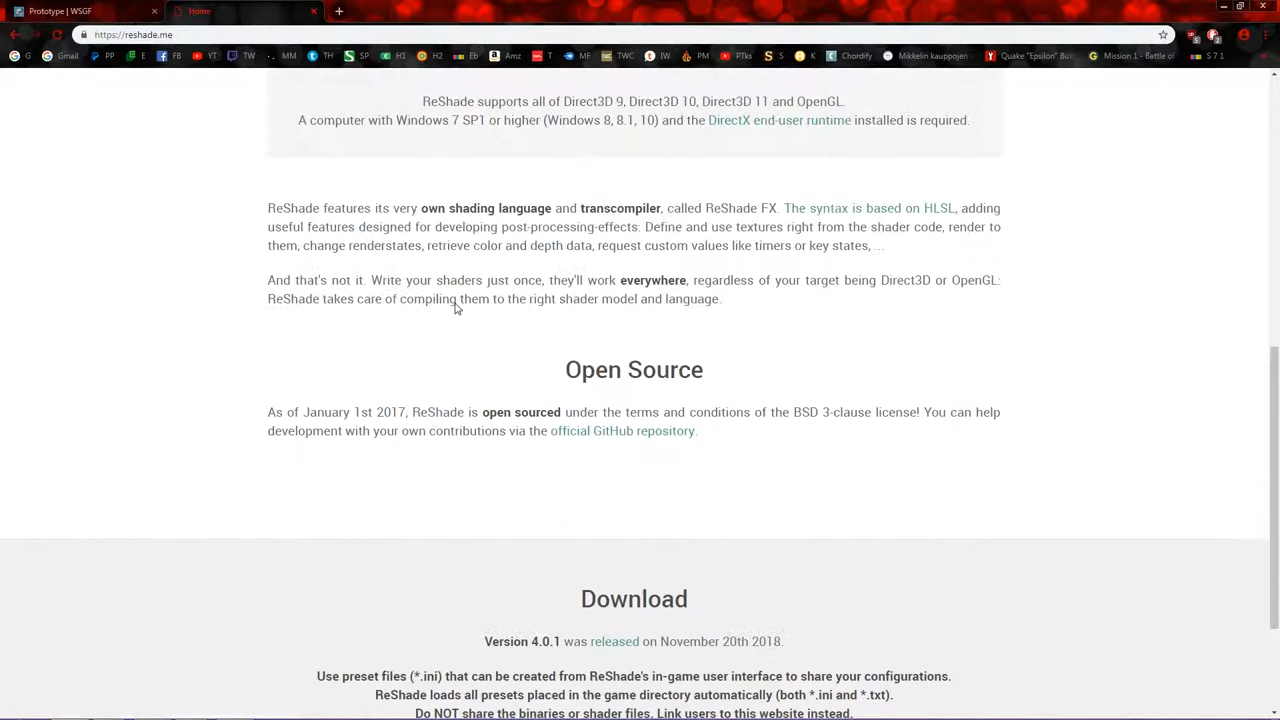 Prototype | WSGF
Home
https://reshade.me
G
Gmail
PP
E
FB
YT
TW
MM
TH
SP
H1
H2
Eb
Amz
T
MF
TWC
IW
PM
PTks
S
K
Chordify
Mikkelin kauppojen
Quake "Epsilon" Bui
Mission 1 - Battle of
S 7 1
ReShade supports all of Direct3D 9, Direct3D 10, Direct3D 11 and OpenGL.
A computer with Windows 7 SP1 or higher (Windows 8, 8.1, 10) and the DirectX end-user runtime installed is required.
ReShade features its very own shading language and transcompiler, called ReShade FX. The syntax is based on HLSL, adding
useful features designed for developing post-processing-effects: Define and use textures right from the shader code, render to
them, change renderstates, retrieve color and depth data, request custom values like timers or key states, ...
And that's not it. Write your shaders just once, they'll work everywhere, regardless of your target being Direct3D or OpenGL:
ReShade takes care of compiling them to the right shader model and language.
Open Source
As of January 1st 2017, ReShade is open sourced under the terms and conditions of the BSD 3-clause license! You can help
development with your own contributions via the official GitHub repository.
Download
Version 4.0.1 was released on November 20th 2018.
Use preset files (*.ini) that can be created from ReShade's in-game user interface to share your configurations.
ReShade loads all presets placed in the game directory automatically (both *.ini and *.txt).
Do NOT share the binaries or shader files. Link users to this website instead.